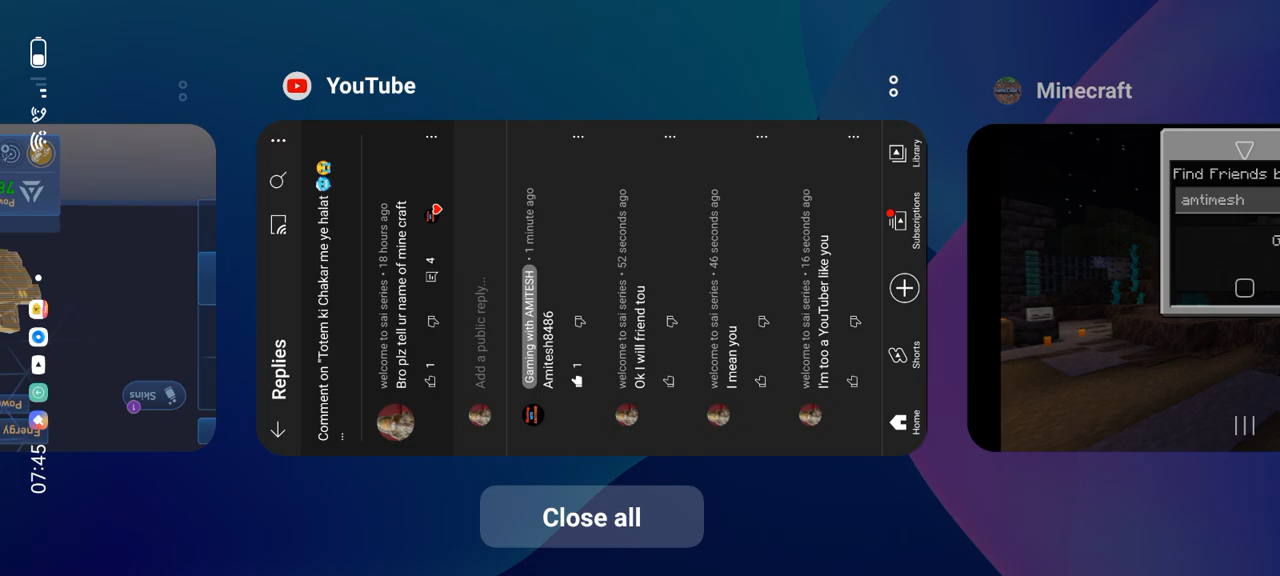 07:45
84
Power
Skins
1
Power
Energy
YouTube
Replies
Comment on "Totem ki Chakar me ye halat 🥶😭
...
welcome to sai series • 18 hours ago
Bro plz tell ur name of mine craft
1
4
Add a public reply...
Gaming with AMITESH • 1 minute ago
Amitesh8486
1
welcome to sai series • 52 seconds ago
Ok I will friend tou
welcome to sai series • 46 seconds ago
I mean you
welcome to sai series • 16 seconds ago
I'm too a YouTuber like you
Home
Shorts
Subscriptions
Library
Minecraft
Find Friends b
amtimesh
Close all